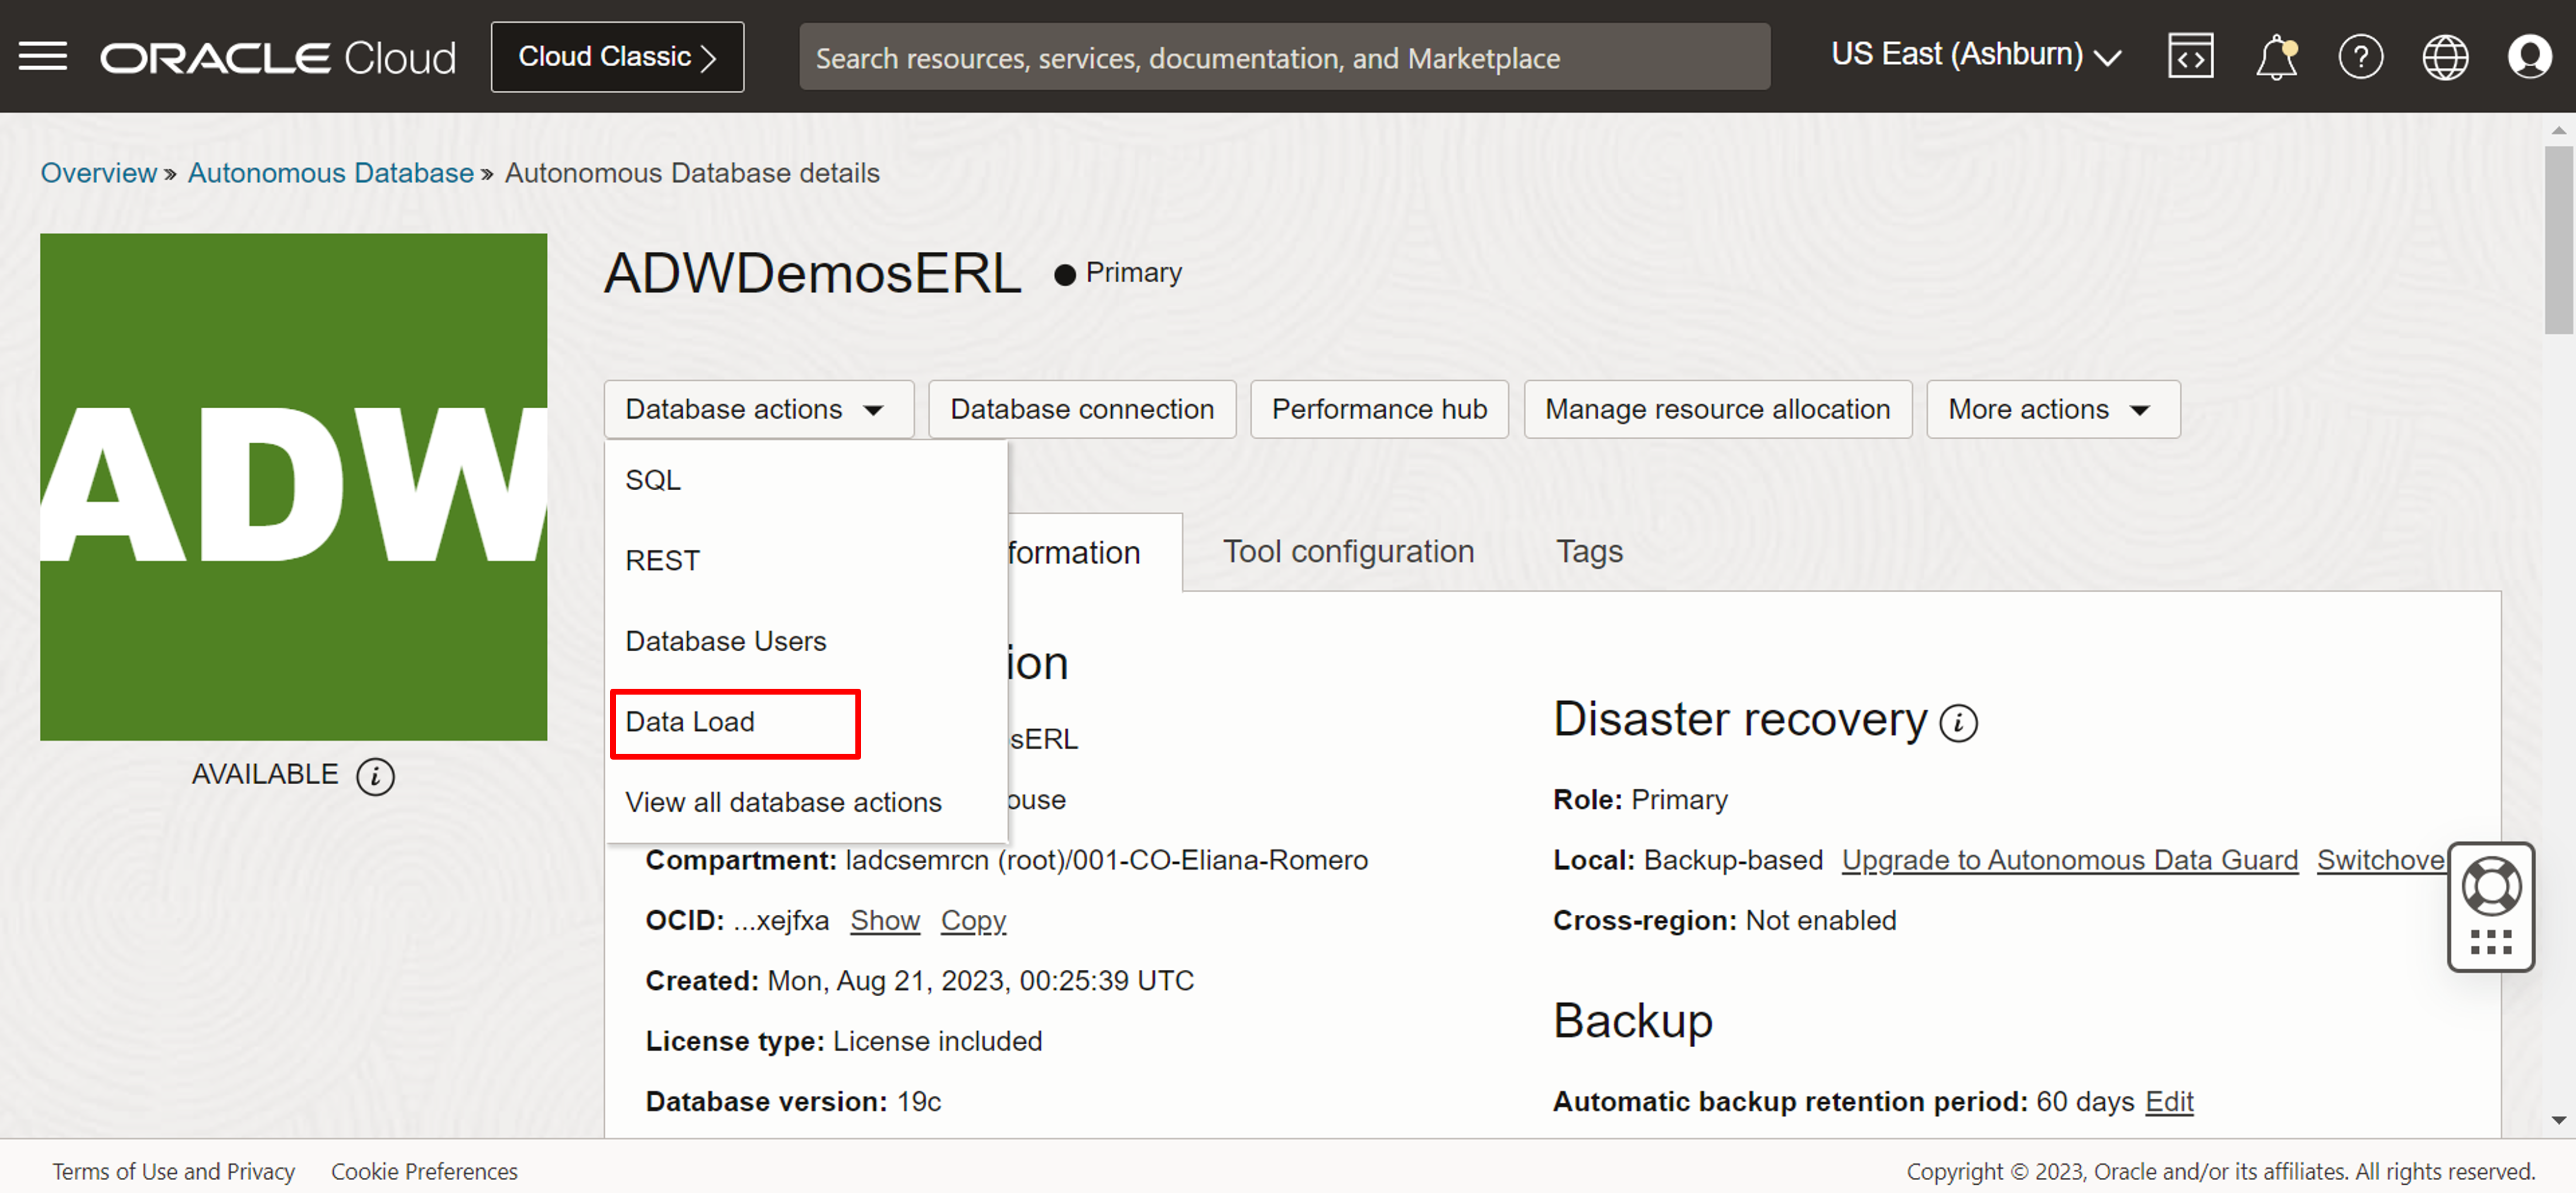 ORACLE Cloud
Cloud Classic
Search resources, services, documentation, and Marketplace
US East (Ashburn)
Overview » Autonomous Database » Autonomous Database details
ADW
AVAILABLE
ADWDemosERL
Primary
Database actions
Database connection
Performance hub
Manage resource allocation
More actions
SQL
REST
Database Users
Data Load
View all database actions
formation
Tool configuration
Tags
ion
sERL
ouse
Compartment: ladcsemrcn (root)/001-CO-Eliana-Romero
OCID: ...xejfxa Show Copy
Created: Mon, Aug 21, 2023, 00:25:39 UTC
License type: License included
Database version: 19c
Disaster recovery
Role: Primary
Local: Backup-based Upgrade to Autonomous Data Guard Switchove
Cross-region: Not enabled
Backup
Automatic backup retention period: 60 days Edit
Terms of Use and Privacy
Cookie Preferences
Copyright © 2023, Oracle and/or its affiliates. All rights reserved.